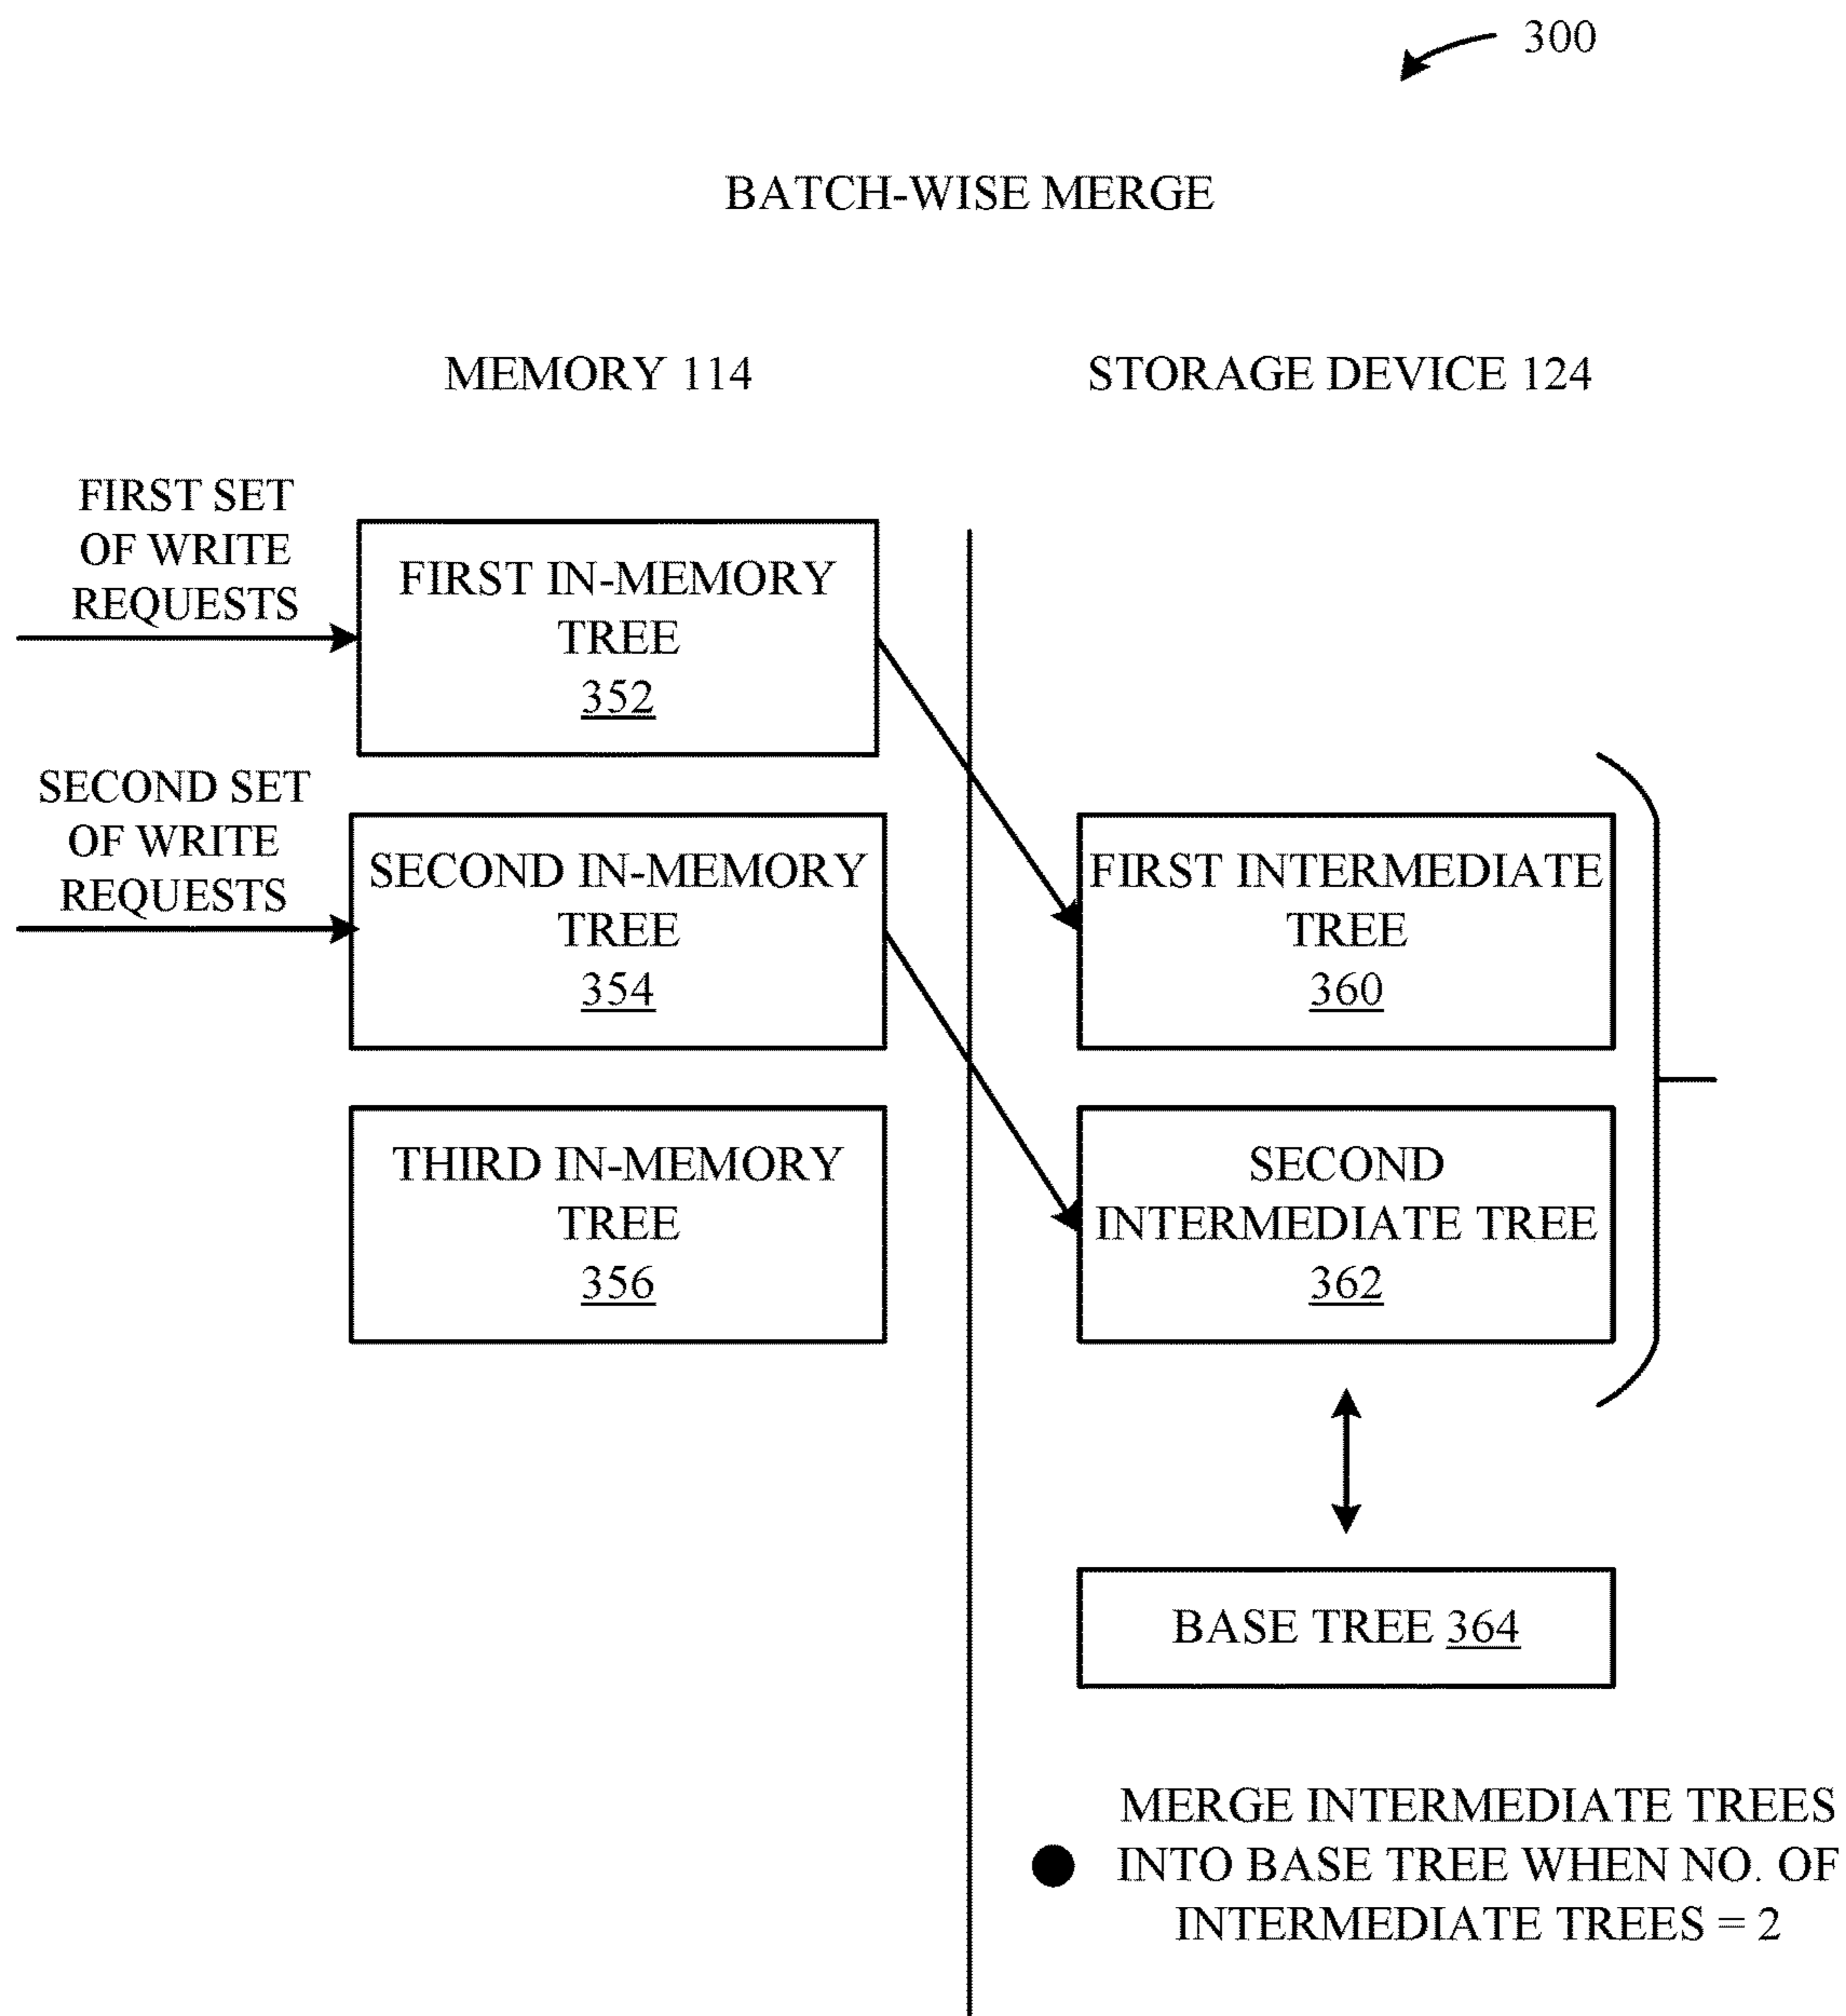 300
BATCH-WISE MERGE
MEMORY 114
STORAGE DEVICE 124
FIRST SET
OF WRITE
REQUESTS
FIRST IN-MEMORY
TREE
352
SECOND SET
OF WRITE
REQUESTS
SECOND IN-MEMORY
TREE
354
FIRST INTERMEDIATE
TREE
360
THIRD IN-MEMORY
TREE
356
SECOND
INTERMEDIATE TREE
362
BASE TREE 364
MERGE INTERMEDIATE TREES
INTO BASE TREE WHEN NO. OF
INTERMEDIATE TREES = 2